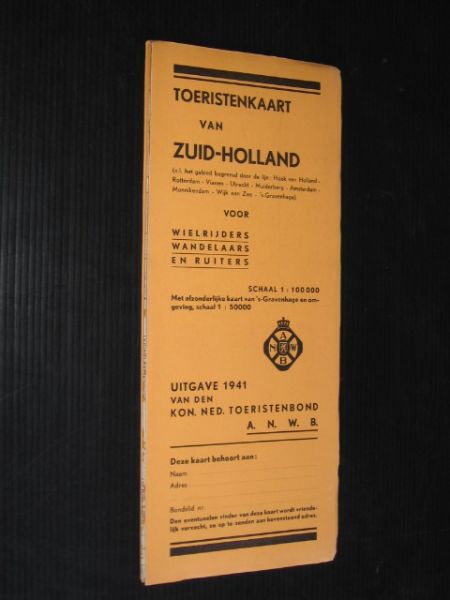 TOERISTENKAART
VAN
ZUID-HOLLAND
(n.l. het gebied begrensd door de lijn: Hoek van Holland -
Rotterdam - Vianen - Utrecht - Muiderberg - Amsterdam -
Monnikendam - Wijk aan Zee - 's-Gravenhage)
VOOR
WIELRIJDERS
WANDELAARS
EN RUITERS
SCHAAL 1 : 100 000
Met afzonderlijke kaart van 's-Gravenhage en om-
geving, schaal 1 : 50000
A
N W
B
UITGAVE 1941
VAN DEN
KON. NED. TOERISTENBOND
A. N. W. B.
Deze kaart behoort aan:
Naam
Adres
Bondslid nr.
Den eventueelen vinder van deze kaart wordt vriende-
lijk verzocht, ze op te zenden aan bovenstaand adres.